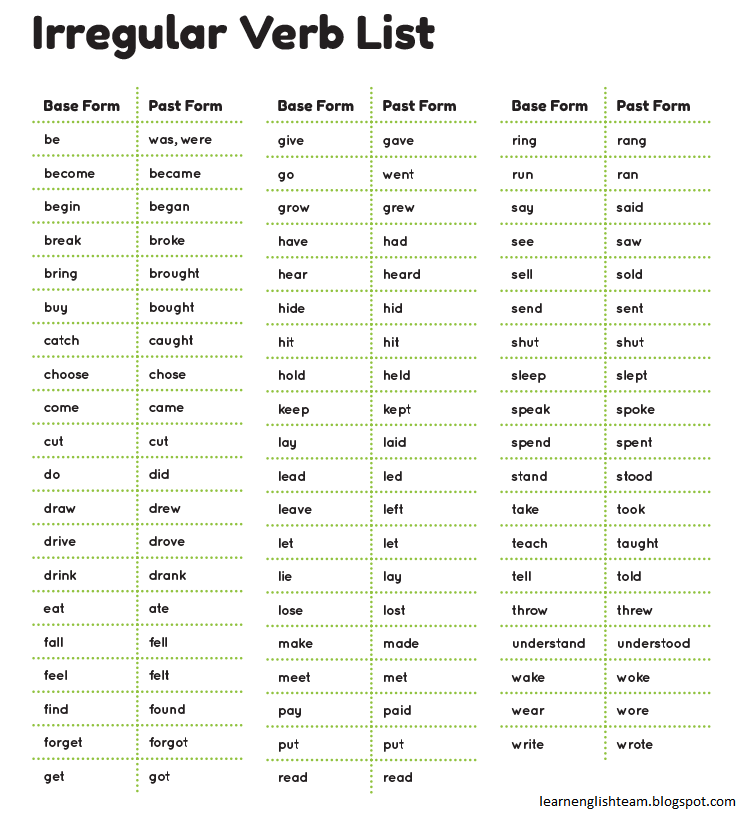 Irregular Verb List
Base Form Past Form
be was, were
become became
begin began
break broke
bring brought
buy bought
catch caught
choose chose
come came
cut cut
do did
draw drew
drive drove
drink drank
eat ate
fall fell
feel felt
find found
forget forgot
get got
Base Form Past Form
give gave
go went
grow grew
have had
hear heard
hide hid
hit hit
hold held
keep kept
lay laid
lead led
leave left
let let
lie lay
lose lost
make made
meet met
pay paid
put put
read read
Base Form Past Form
ring rang
run ran
say said
see saw
sell sold
send sent
shut shut
sleep slept
speak spoke
spend spent
stand stood
take took
teach taught
tell told
throw threw
understand understood
wake woke
wear wore
write wrote
learnenglishteam.blogspot.com